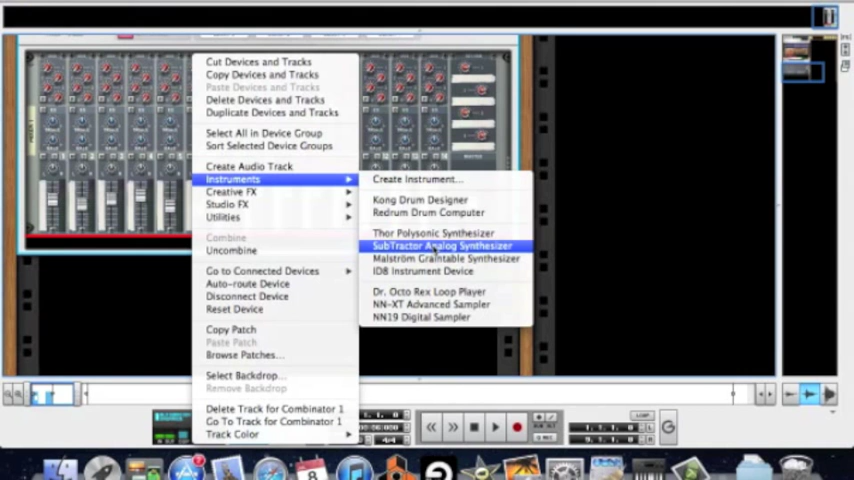 Cut Devices and Tracks
Copy Devices and Tracks
Paste Devices and Tracks
Delete Devices and Tracks
Duplicate Devices and Tracks
Select All in Device Group
Sort Selected Device Groups
Create Audio Track
Instruments
Creative FX
Studio FX
Utilities
Combine
Uncombine
Go to Connected Devices
Auto-route Device
Disconnect Device
Reset Device
Copy Patch
Paste Patch
Browse Patches...
Select Backdrop...
Remove Backdrop
Delete Track for Combinator 1
Go To Track for Combinator 1
Track Color
Create Instrument...
Kong Drum Designer
Redrum Drum Computer
Thor Polysonic Synthesizer
SubTractor Analog Synthesizer
Malström Graintable Synthesizer
ID8 Instrument Device
Dr. Octo Rex Loop Player
NN-XT Advanced Sampler
NN19 Digital Sampler
4/4
LOOP
8